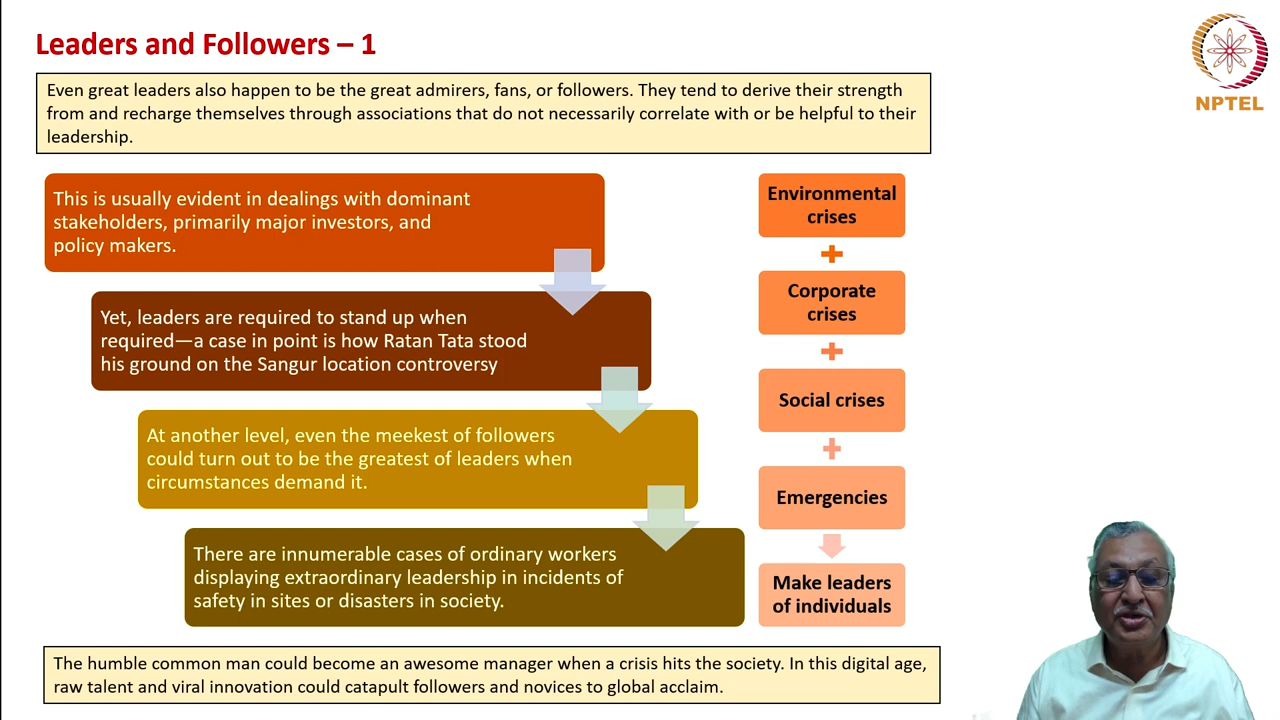 Leaders and Followers – 1
NPTEL
Even great leaders also happen to be the great admirers, fans, or followers. They tend to derive their strength
from and recharge themselves through associations that do not necessarily correlate with or be helpful to their
leadership.
This is usually evident in dealings with dominant
stakeholders, primarily major investors, and
policy makers.
Yet, leaders are required to stand up when
required—a case in point is how Ratan Tata stood
his ground on the Sangur location controversy
At another level, even the meekest of followers
could turn out to be the greatest of leaders when
circumstances demand it.
There are innumerable cases of ordinary workers
displaying extraordinary leadership in incidents of
safety in sites or disasters in society.
Environmental
crises
Corporate
crises
Social crises
Emergencies
Make leaders
of individuals
The humble common man could become an awesome manager when a crisis hits the society. In this digital age,
raw talent and viral innovation could catapult followers and novices to global acclaim.